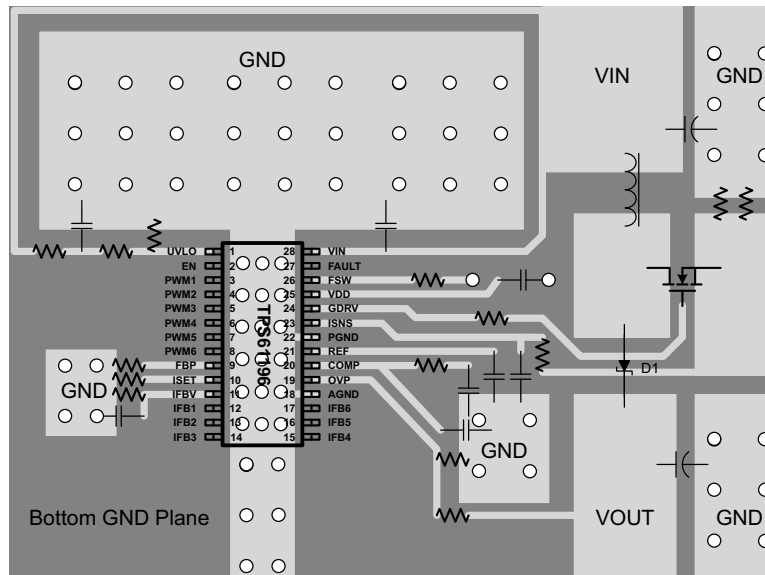 GND
VIN
GND
UVLO 1 28 VIN
EN 2 27 FAULT
PWM1 3 26 FSW
PWM2 4 25 VDD
PWM3 5 24 GDRV
PWM4 6 23 ISNS
PWM5 7 22 PGND
PWM6 8 21 REF
FBP 9 20 COMP
ISET 10 19 OVP
IFBV 11 18 AGND
IFB1 12 17 IFB6
IFB2 13 16 IFB5
IFB3 14 15 IFB4
TPS61196
D1
GND
GND
Bottom GND Plane
VOUT
GND